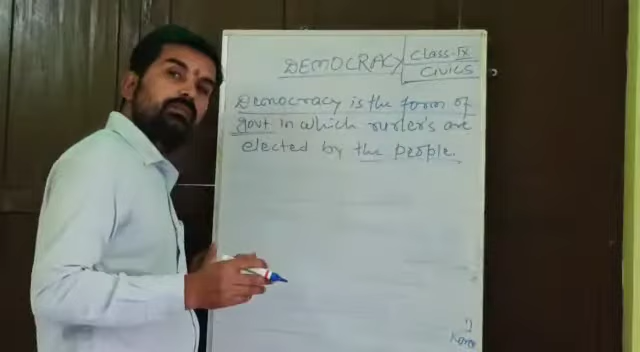 DEMOCRACY
Class-IX
CIVICS
Democracy is the form of
govt in which ruler's are
elected by the people.